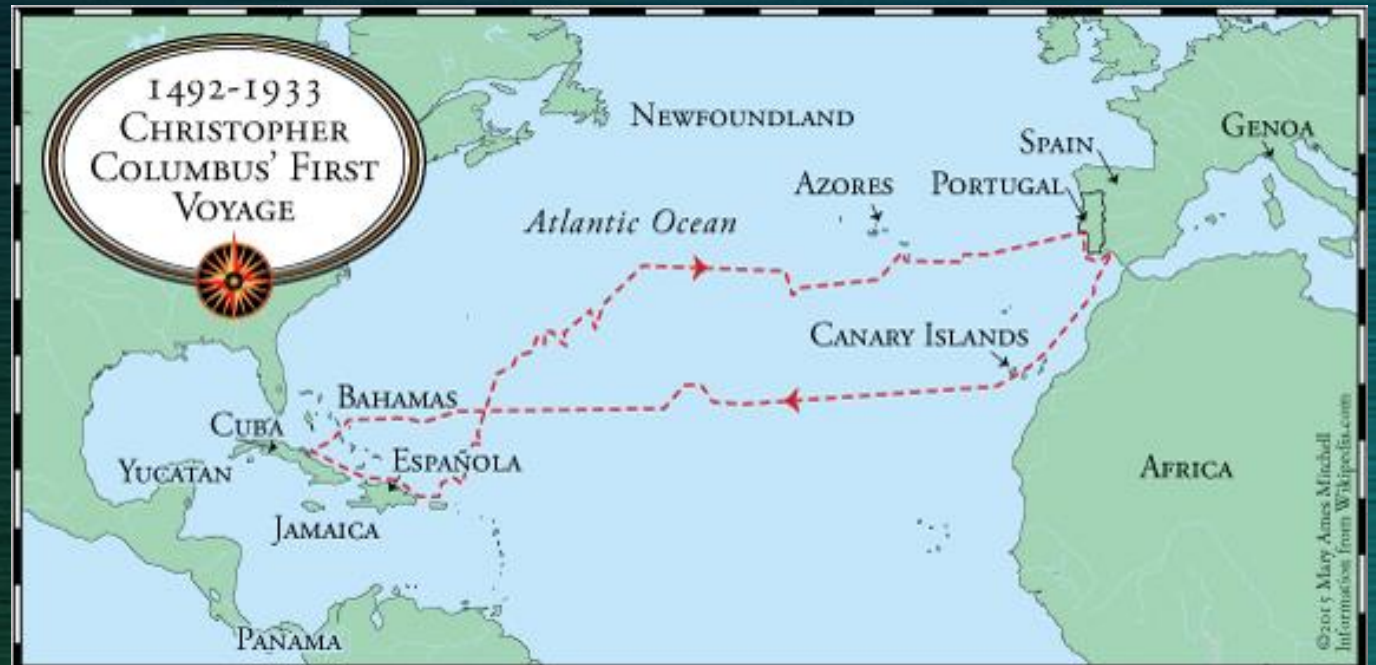 1492-1933
CHRISTOPHER
COLUMBUS' FIRST
VOYAGE
NEWFOUNDLAND
GENOA
SPAIN
AZORES
PORTUGAL
Atlantic Ocean
CANARY ISLANDS
BAHAMAS
CUBA
ESPAÑOLA
YUCATAN
AFRICA
JAMAICA
PANAMA
©2015 Mary Ames Mitchell
Information from Wikipedia.com